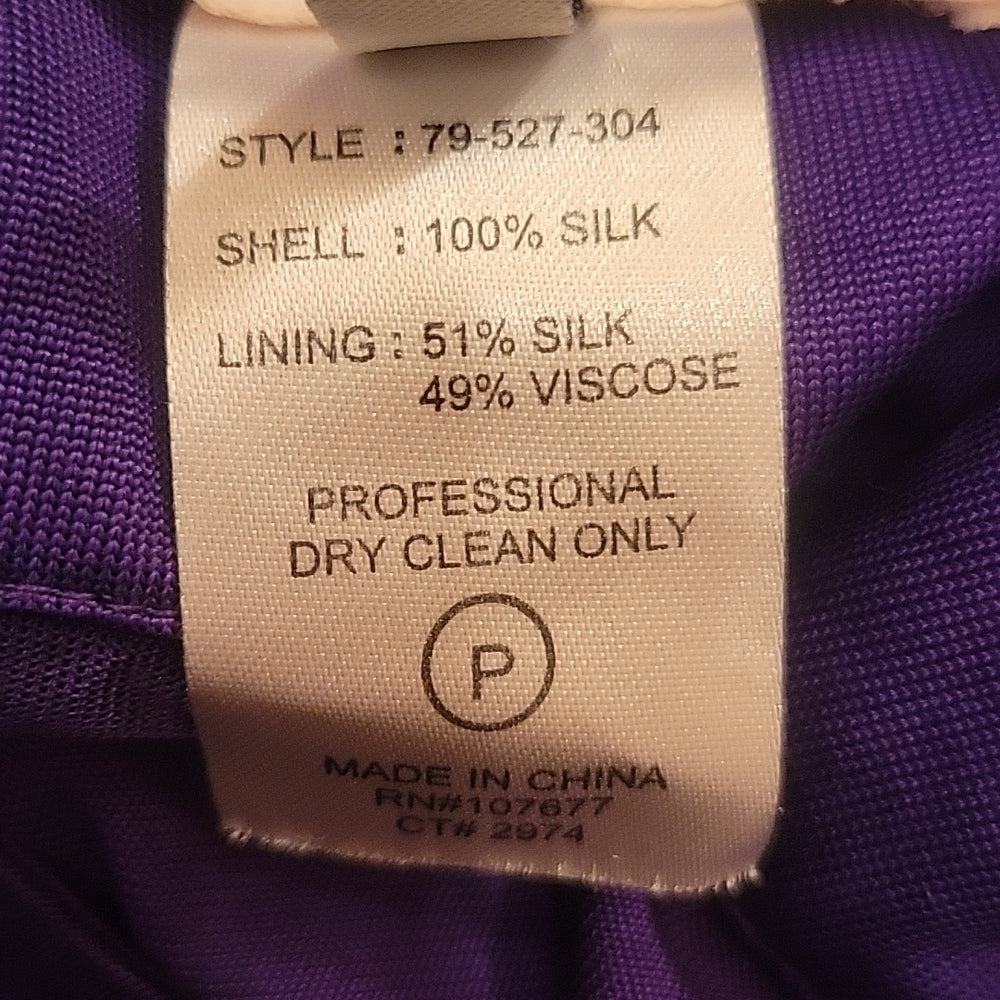 STYLE : 79-527-304
SHELL : 100% SILK
LINING : 51% SILK
49% VISCOSE
PROFESSIONAL
DRY CLEAN ONLY
P
MADE IN CHINA
RN#107677
CT# 2974